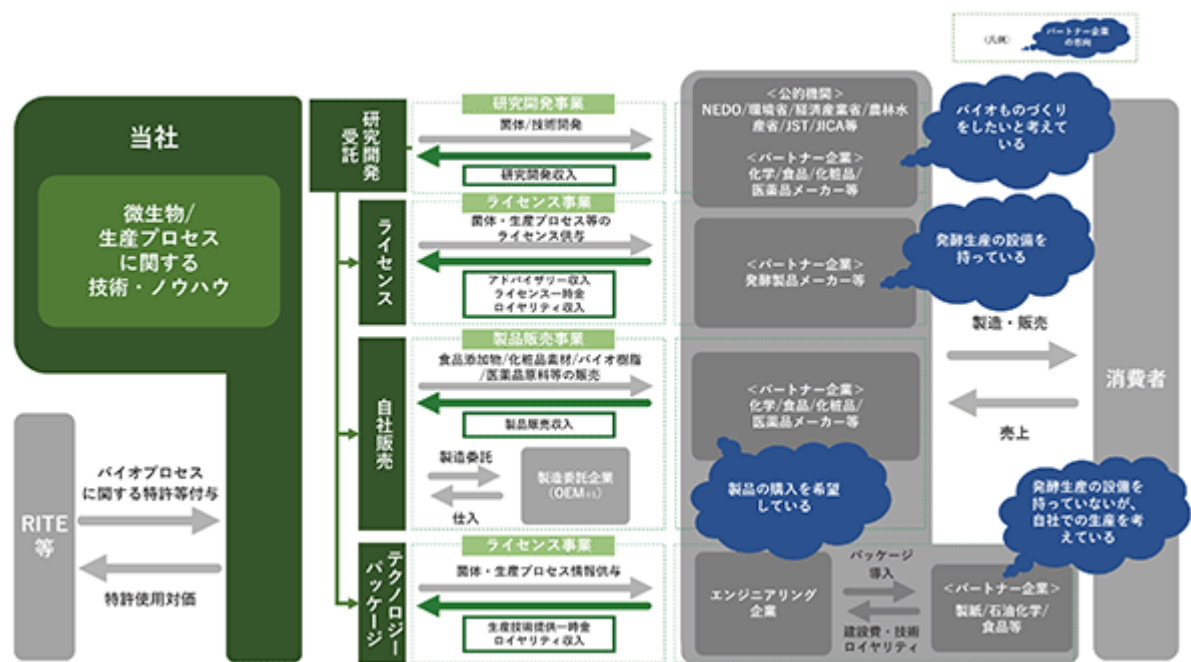 〈凡例〉
パートナー企業
の志向
当社
微生物/
生産プロセス
に関する
技術・ノウハウ
RITE
等
バイオプロセス
に関する特許等付与
特許使用対価
研究開発
受託
研究開発事業
菌体/技術開発
研究開発収入
<公的機関>
NEDO/環境省/経済産業省/農林水
産省/JST/JICA等
<パートナー企業>
化学/食品/化粧品/
医薬品メーカー等
バイオものづくり
をしたいと考えて
いる
ライセンス
ライセンス事業
菌体・生産プロセス等の
ライセンス供与
アドバイザリー収入
ライセンス一時金
ロイヤリティ収入
<パートナー企業>
発酵製品メーカー等
発酵生産の設備を
持っている
自社販売
製品販売事業
食品添加物/化粧品素材/バイオ樹脂
/医薬品原料等の販売
製品販売収入
製造委託
仕入
製造委託企業
(OEM※1)
<パートナー企業>
化学/食品/化粧品/
医薬品メーカー等
製品の購入を希望
している
製造・販売
売上
消費者
テクノロジー
パッケージ
ライセンス事業
菌体・生産プロセス情報供与
生産技術提供一時金
ロイヤリティ収入
エンジニアリング
企業
パッケージ
導入
建設費・技術
ロイヤリティ
<パートナー企業>
製紙/石油化学/
食品等
発酵生産の設備を
持っていないが、
自社での生産を考
えている